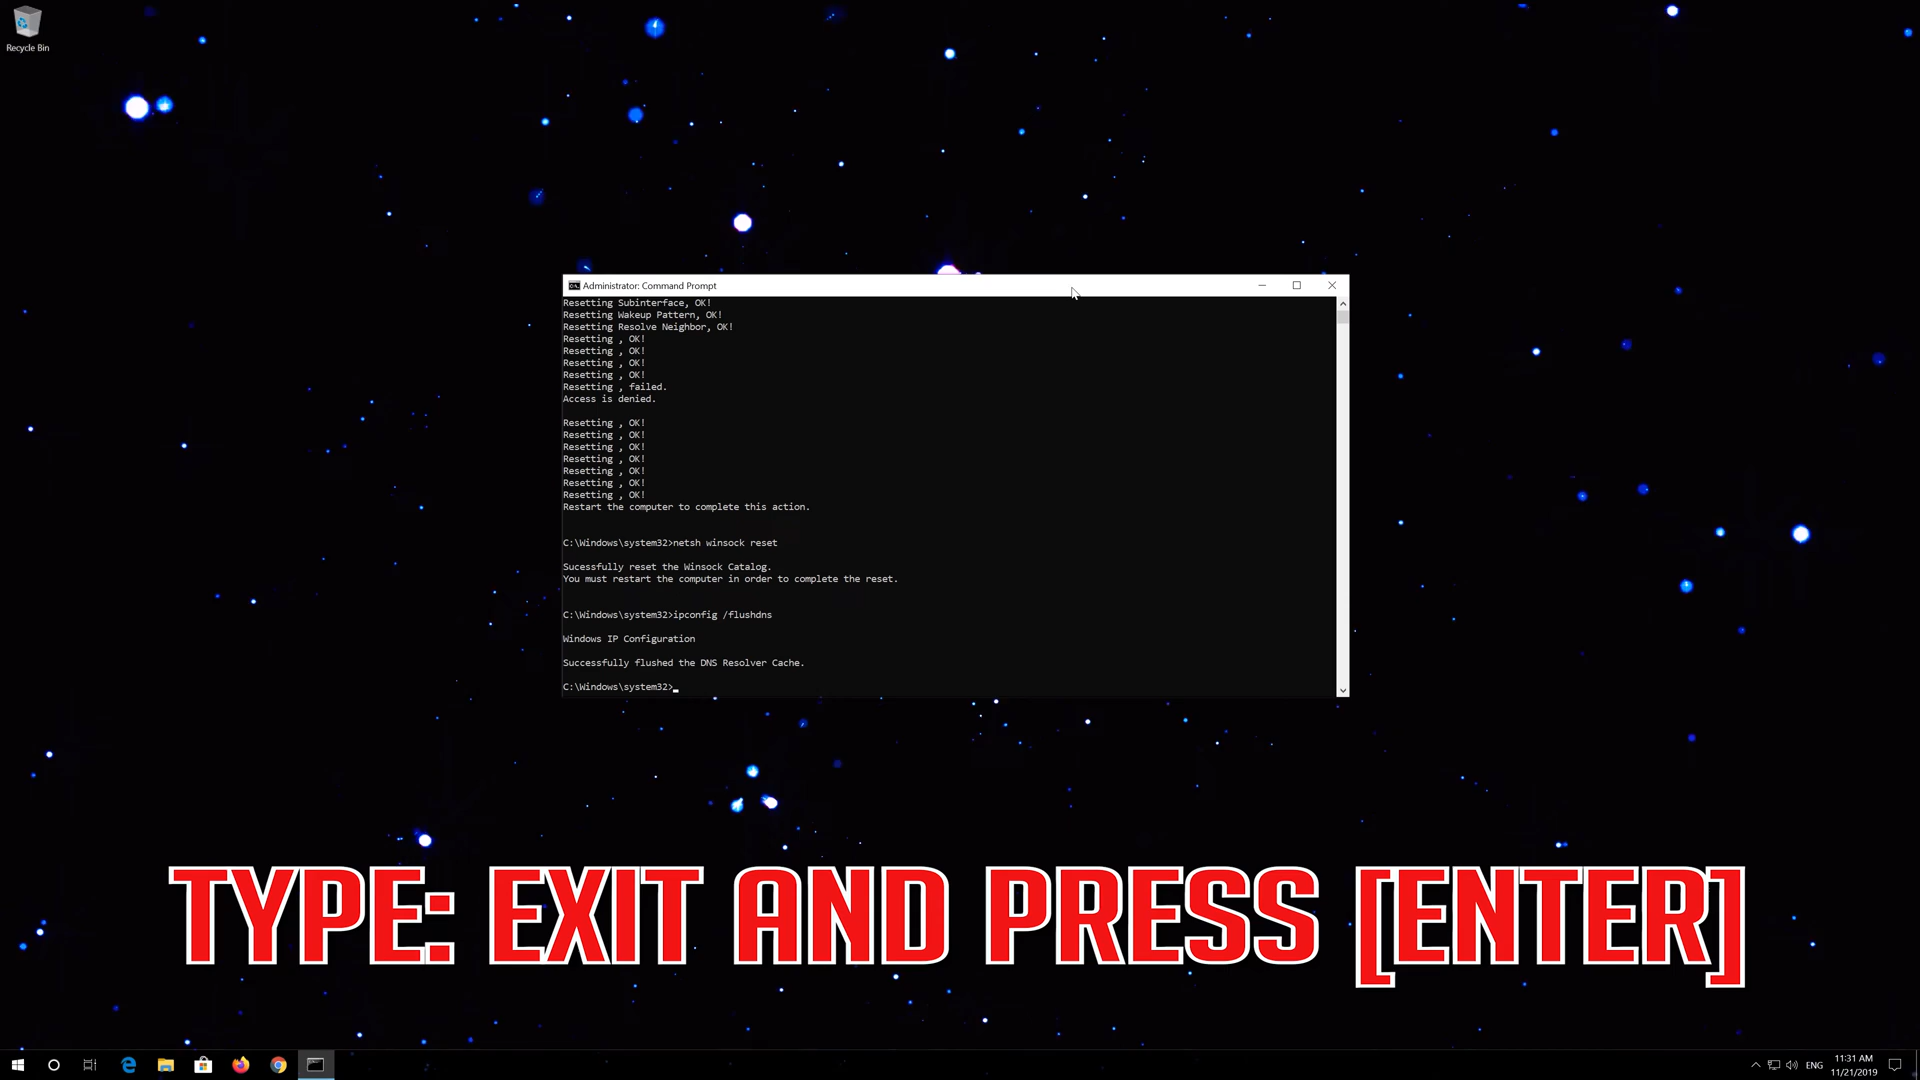 Recycle Bin
Administrator: Command Prompt
Resetting Subinterface, OK!
Resetting Wakeup Pattern, OK!
Resetting Resolve Neighbor, OK!
Resetting , OK!
Resetting , OK!
Resetting , OK!
Resetting , OK!
Resetting , failed.
Access is denied.
Resetting , OK!
Resetting , OK!
Resetting , OK!
Resetting , OK!
Resetting , OK!
Resetting , OK!
Resetting , OK!
Restart the computer to complete this action.
C:\Windows\system32>netsh winsock reset
Sucessfully reset the Winsock Catalog.
You must restart the computer in order to complete the reset.
C:\Windows\system32>ipconfig /flushdns
Windows IP Configuration
Successfully flushed the DNS Resolver Cache.
C:\Windows\system32>
TYPE: EXIT AND PRESS [ENTER]
ENG
11:31 AM
11/21/2019